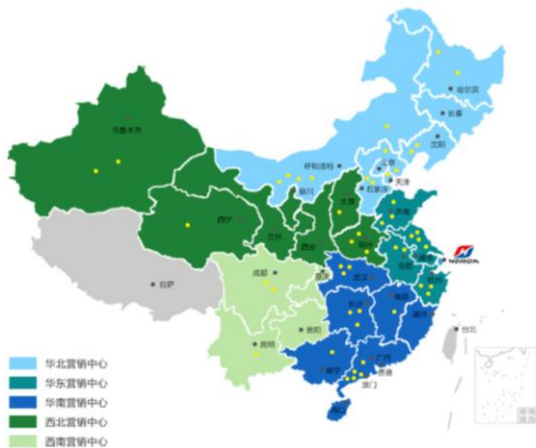 哈尔滨
长春
乌鲁木齐
沈阳
呼和浩特
北京
天津
银川
石家庄
太原
济南
西宁
兰州
郑州
西安
南京
合肥
拉萨
成都
重庆
武汉
杭州
长沙
南昌
贵阳
福州
昆明
台北
广州
南宁
香港
澳门
海口
华北营销中心
华东营销中心
华南营销中心
西北营销中心
西南营销中心